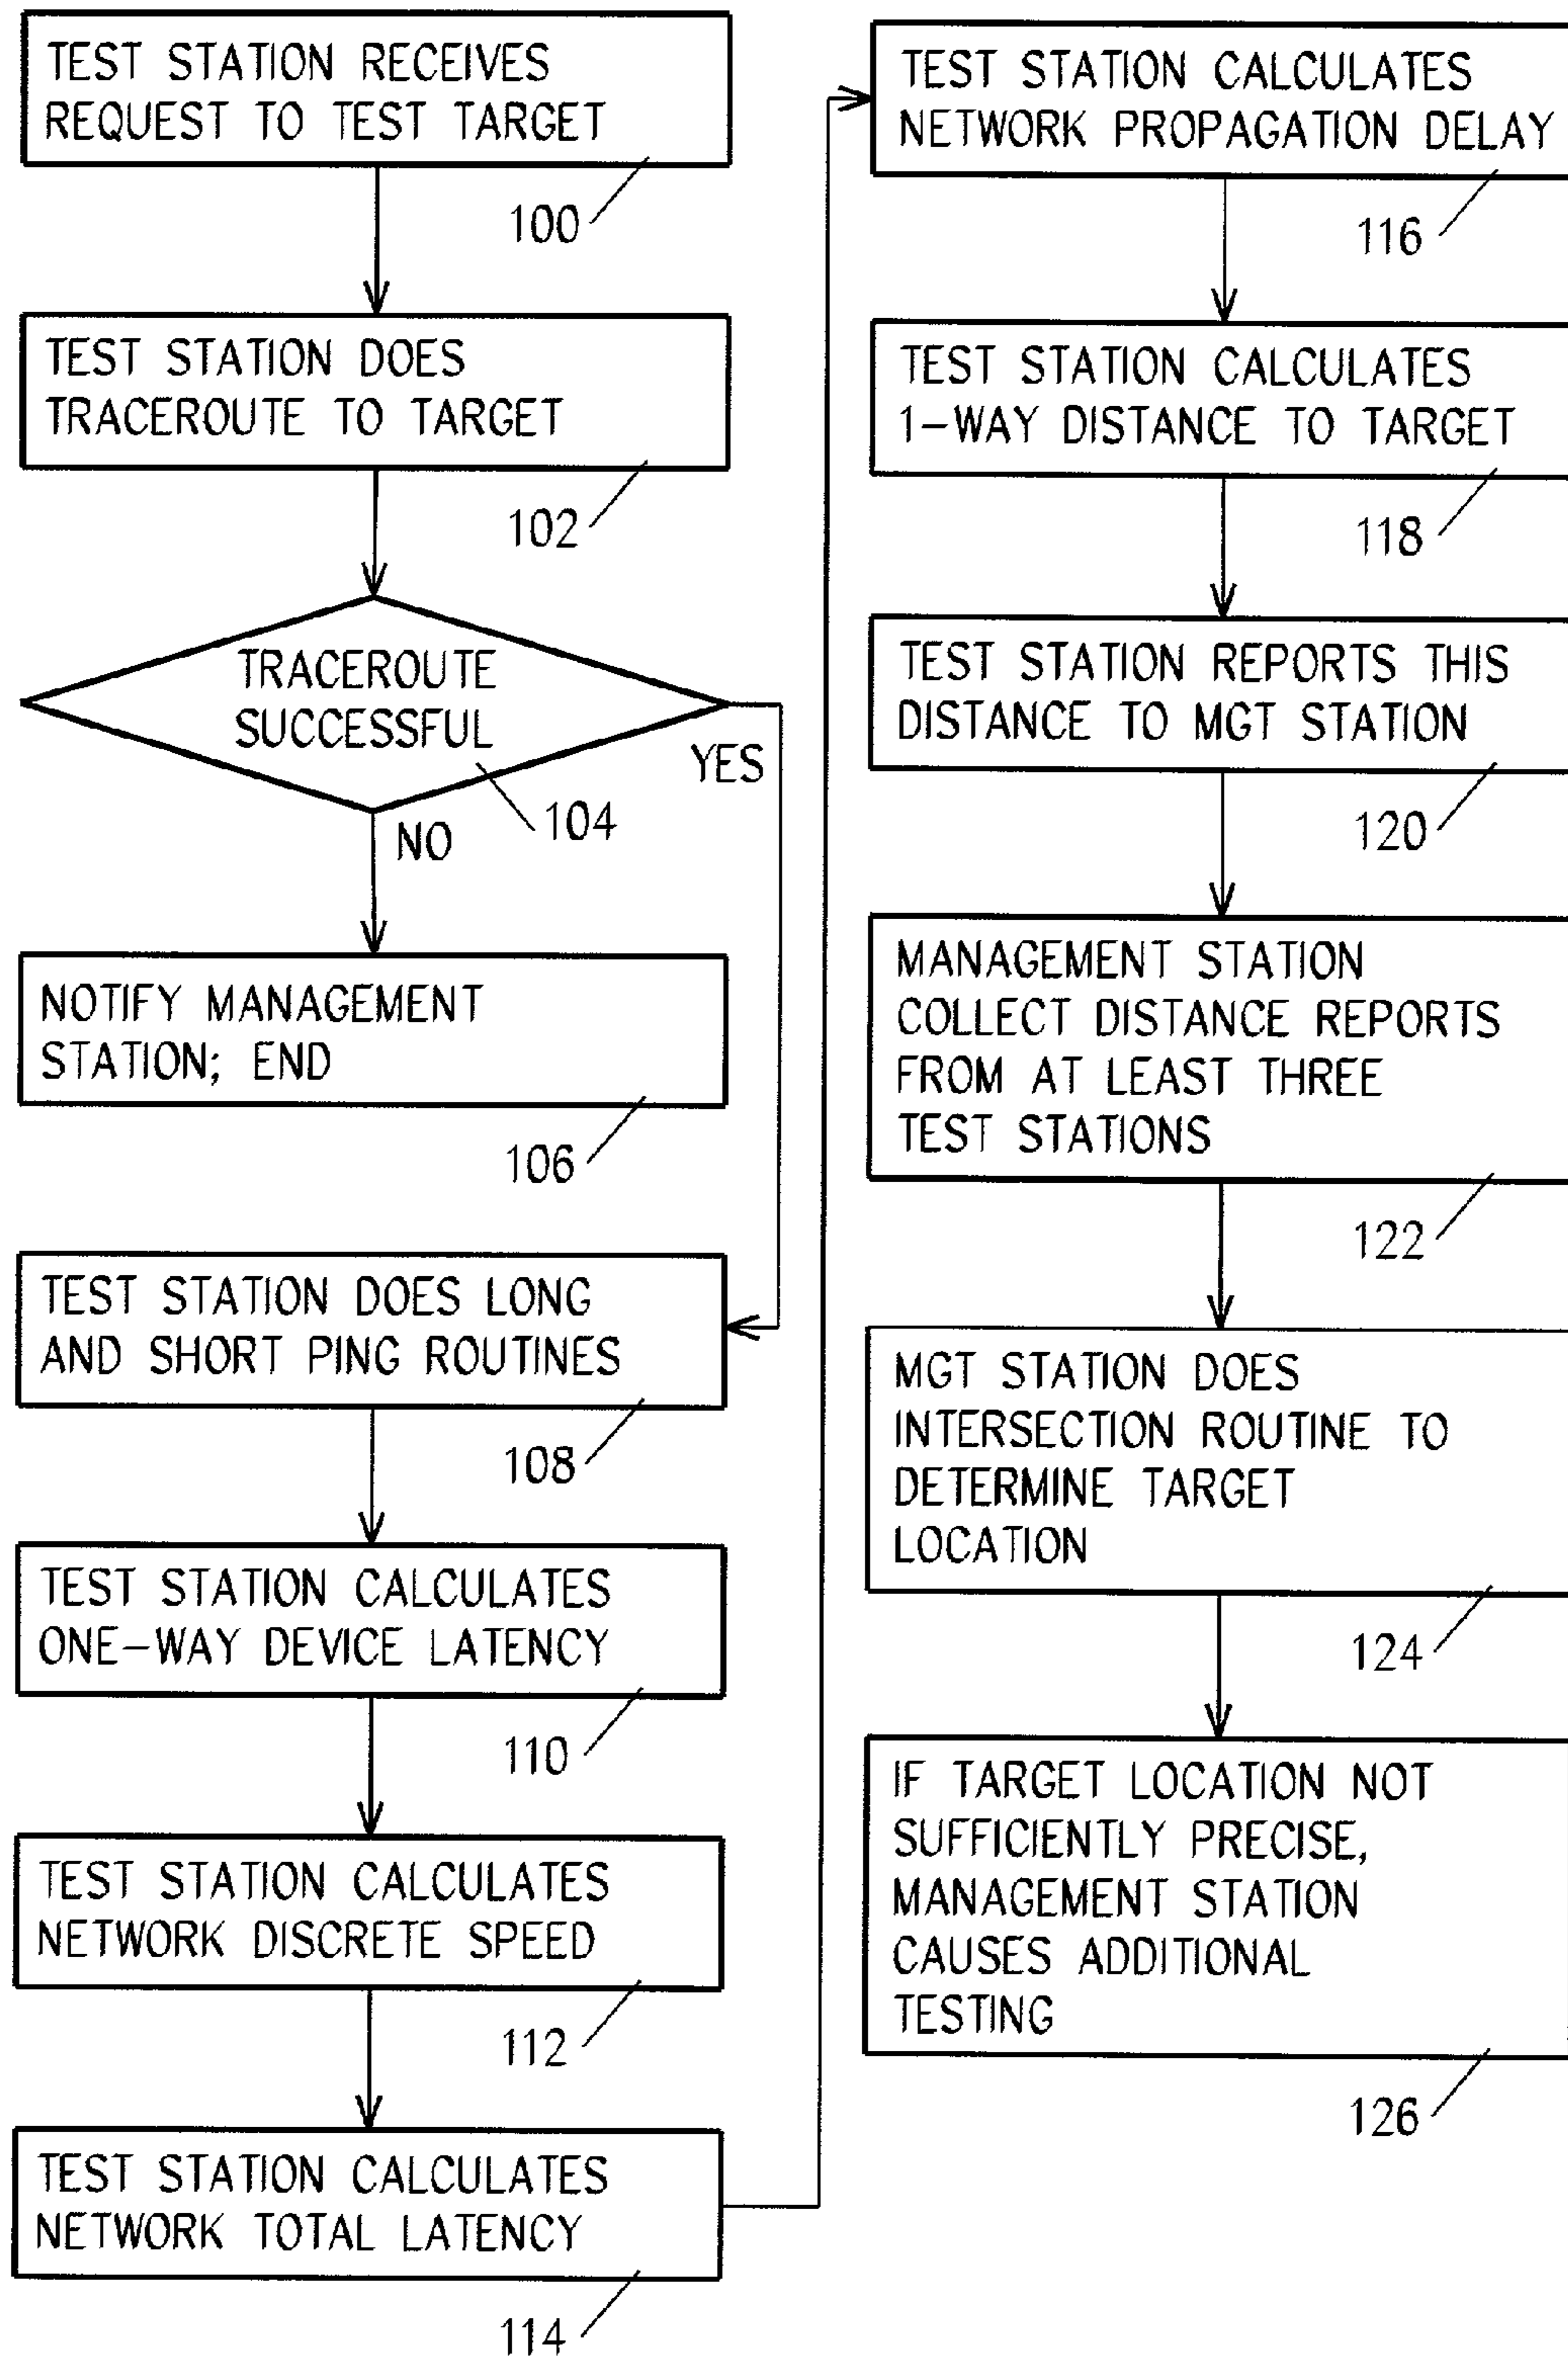 TEST STATION RECEIVES
REQUEST TO TEST TARGET
100
TEST STATION DOES
TRACEROUTE TO TARGET
102
TRACEROUTE
SUCCESSFUL
YES
104
NO
NOTIFY MANAGEMENT
STATION; END
106
TEST STATION DOES LONG
AND SHORT PING ROUTINES
108
TEST STATION CALCULATES
ONE-WAY DEVICE LATENCY
110
TEST STATION CALCULATES
NETWORK DISCRETE SPEED
112
TEST STATION CALCULATES
NETWORK TOTAL LATENCY
114
TEST STATION CALCULATES
NETWORK PROPAGATION DELAY
116
TEST STATION CALCULATES
1-WAY DISTANCE TO TARGET
118
TEST STATION REPORTS THIS
DISTANCE TO MGT STATION
120
MANAGEMENT STATION
COLLECT DISTANCE REPORTS
FROM AT LEAST THREE
TEST STATIONS
122
MGT STATION DOES
INTERSECTION ROUTINE TO
DETERMINE TARGET
LOCATION
124
IF TARGET LOCATION NOT
SUFFICIENTLY PRECISE,
MANAGEMENT STATION
CAUSES ADDITIONAL
TESTING
126